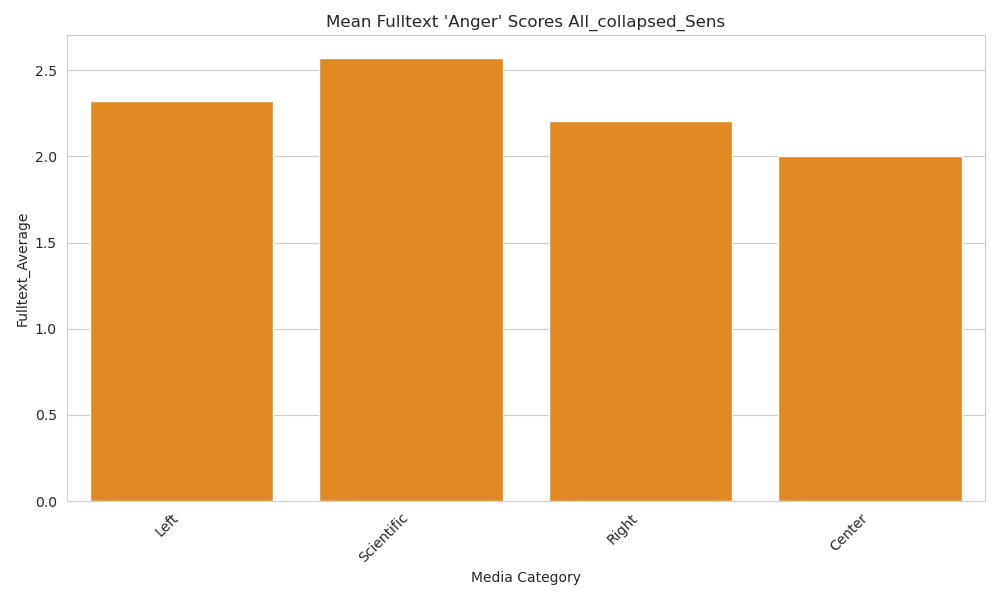 Mean Fulltext 'Anger' Scores All_collapsed_Sens
Fulltext_Average
2.5
2.0
1.5
1.0
0.5
0.0
Left
Scientific
Right
Center
Media Category